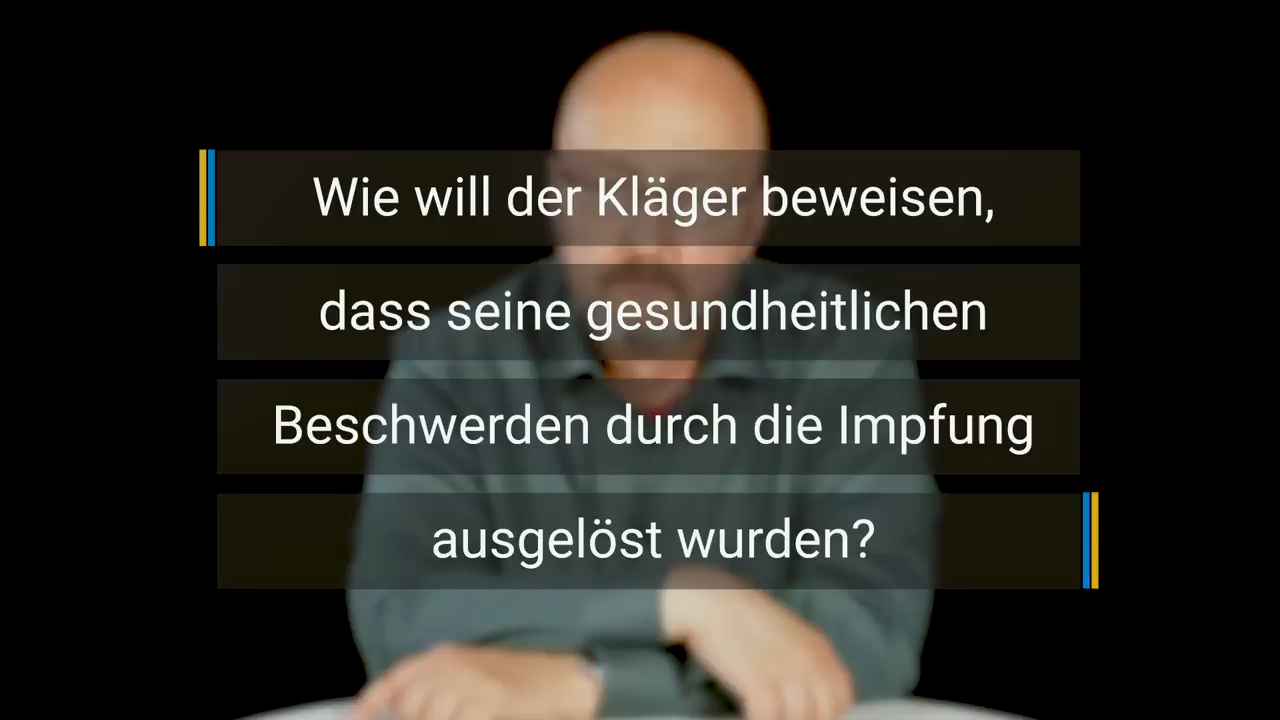 Wie will der Kläger beweisen,
dass seine gesundheitlichen
Beschwerden durch die Impfung
ausgelöst wurden?